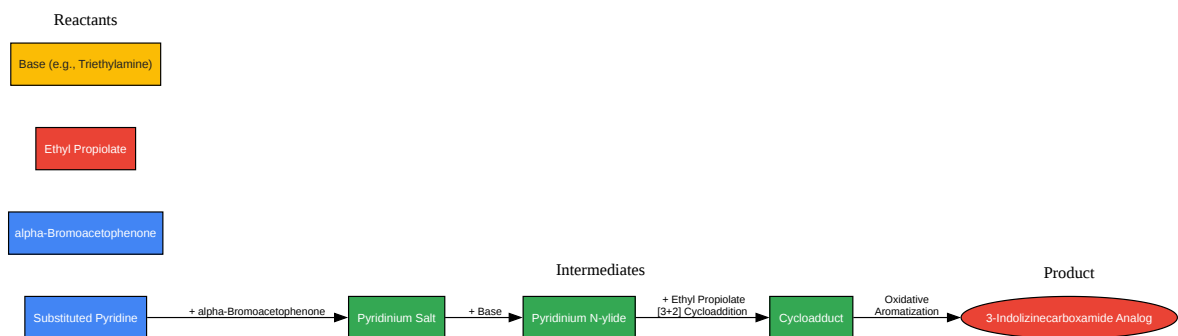 Reactants
Base (e.g., Triethylamine)
Ethyl Propiolate
alpha-Bromoacetophenone
Intermediates
Product
Substituted Pyridine
+ alpha-Bromoacetophenone
Pyridinium Salt
+ Base
Pyridinium N-ylide
+ Ethyl Propiolate
[3+2] Cycloaddition
Cycloadduct
Oxidative
Aromatization
3-Indolizinecarboxamide Analog